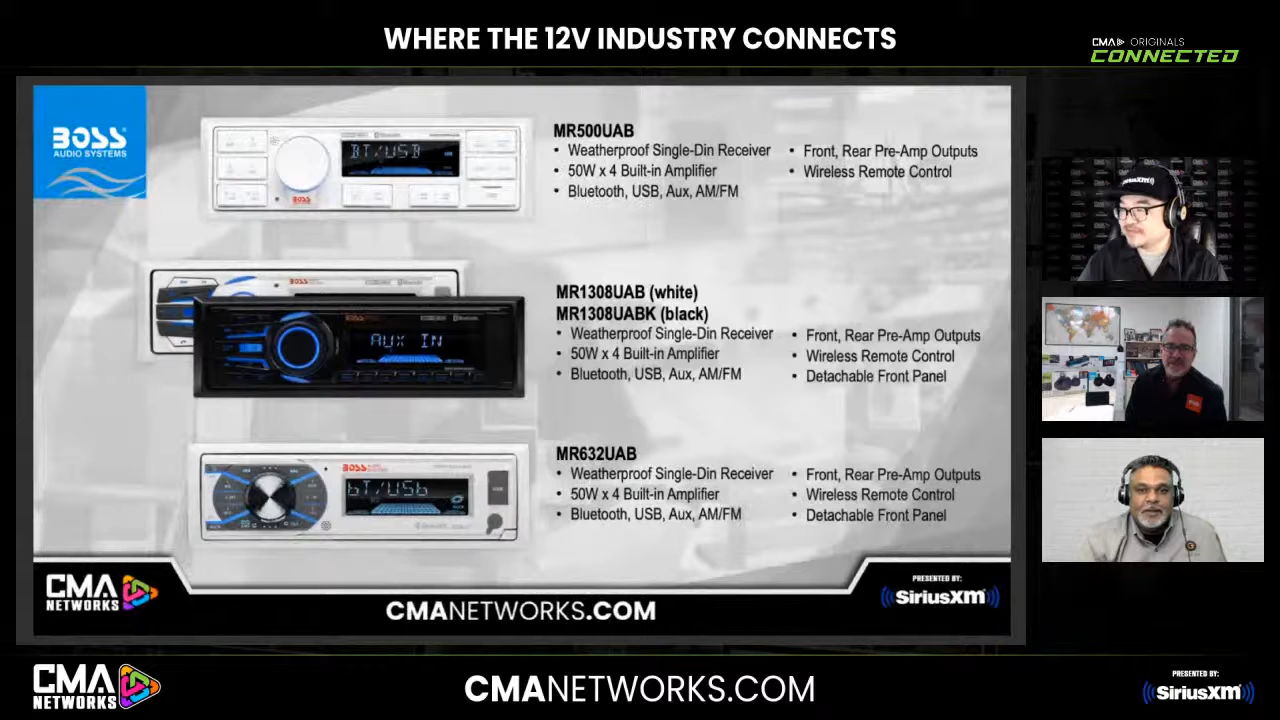 WHERE THE 12V INDUSTRY CONNECTS
CMA ORIGINALS
CONNECTED
BOSS
AUDIO SYSTEMS
BT/USB
BOSS
MR500UAB
• Weatherproof Single-Din Receiver
• 50W x 4 Built-in Amplifier
• Bluetooth, USB, Aux, AM/FM
• Front, Rear Pre-Amp Outputs
• Wireless Remote Control
BOSS
BOSS
AUX IN
MR1308UAB (white)
MR1308UABK (black)
• Weatherproof Single-Din Receiver
• 50W x 4 Built-in Amplifier
• Bluetooth, USB, Aux, AM/FM
• Front, Rear Pre-Amp Outputs
• Wireless Remote Control
• Detachable Front Panel
BOSS
bT/USb
MR632UAB
• Weatherproof Single-Din Receiver
• 50W x 4 Built-in Amplifier
• Bluetooth, USB, Aux, AM/FM
• Front, Rear Pre-Amp Outputs
• Wireless Remote Control
• Detachable Front Panel
SiriusXM
CMA
NETWORKS
CMANETWORKS.COM
PRESENTED BY:
SiriusXM
CMA
NETWORKS
CMANETWORKS.COM
PRESENTED BY:
SiriusXM